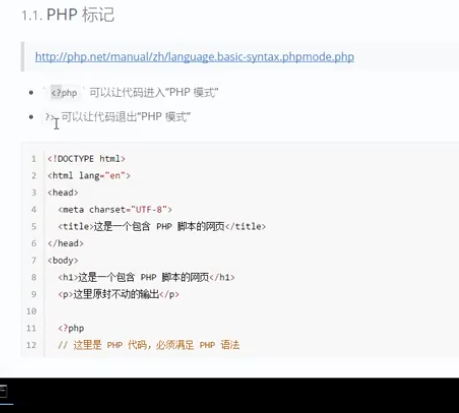 1.1. PHP 标记
http://php.net/manual/zh/language.basic-syntax.phpmode.php
` <?php ` 可以让代码进入“PHP 模式”
?> 可以让代码退出“PHP 模式”
1 <!DOCTYPE html>
2 <html lang="en">
3 <head>
4 <meta charset="UTF-8">
5 <title>这是一个包含 PHP 脚本的网页</title>
6 </head>
7 <body>
8 <h1>这是一个包含 PHP 脚本的网页</h1>
9 <p>这里原封不动的输出</p>
10
11 <?php
12 // 这里是 PHP 代码，必须满足 PHP 语法